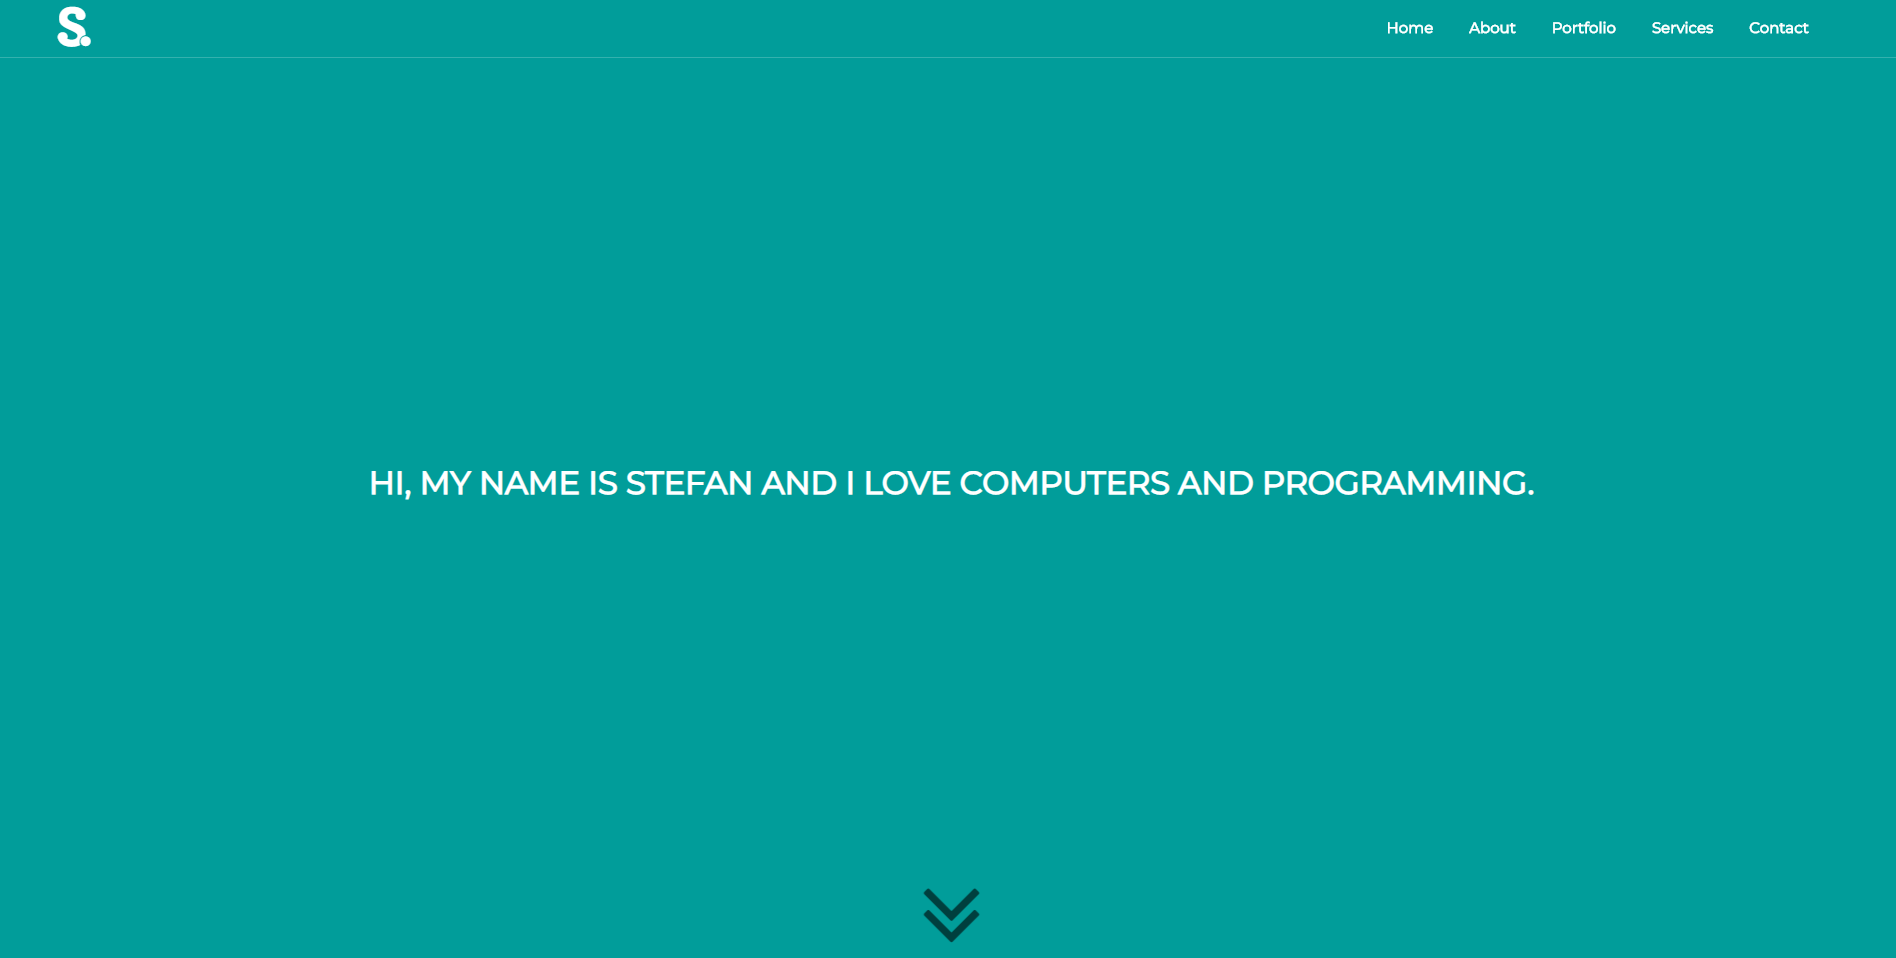 S.
Home About Portfolio Services Contact
HI, MY NAME IS STEFAN AND I LOVE COMPUTERS AND PROGRAMMING.